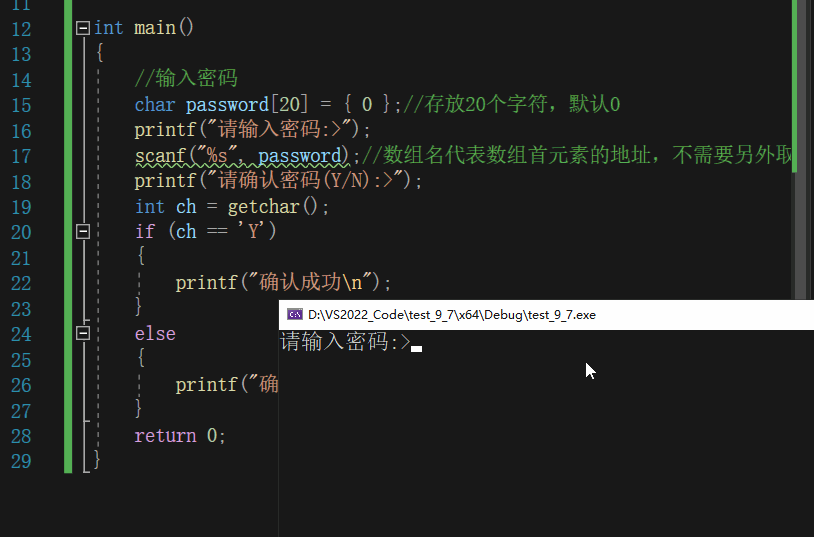 11
12 int main()
13 {
14 //输入密码
15 char password[20] = { 0 };//存放20个字符，默认0
16 printf("请输入密码:>");
17 scanf("%s", password);//数组名代表数组首元素的地址，不需要另外取
18 printf("请确认密码(Y/N):>");
19 int ch = getchar();
20 if (ch == 'Y')
21 {
22 printf("确认成功\n");
23 }
24 else
25 {
26 printf("确
27 }
28 return 0;
29 }
D:\VS2022_Code\test_9_7\x64\Debug\test_9_7.exe
请输入密码:>